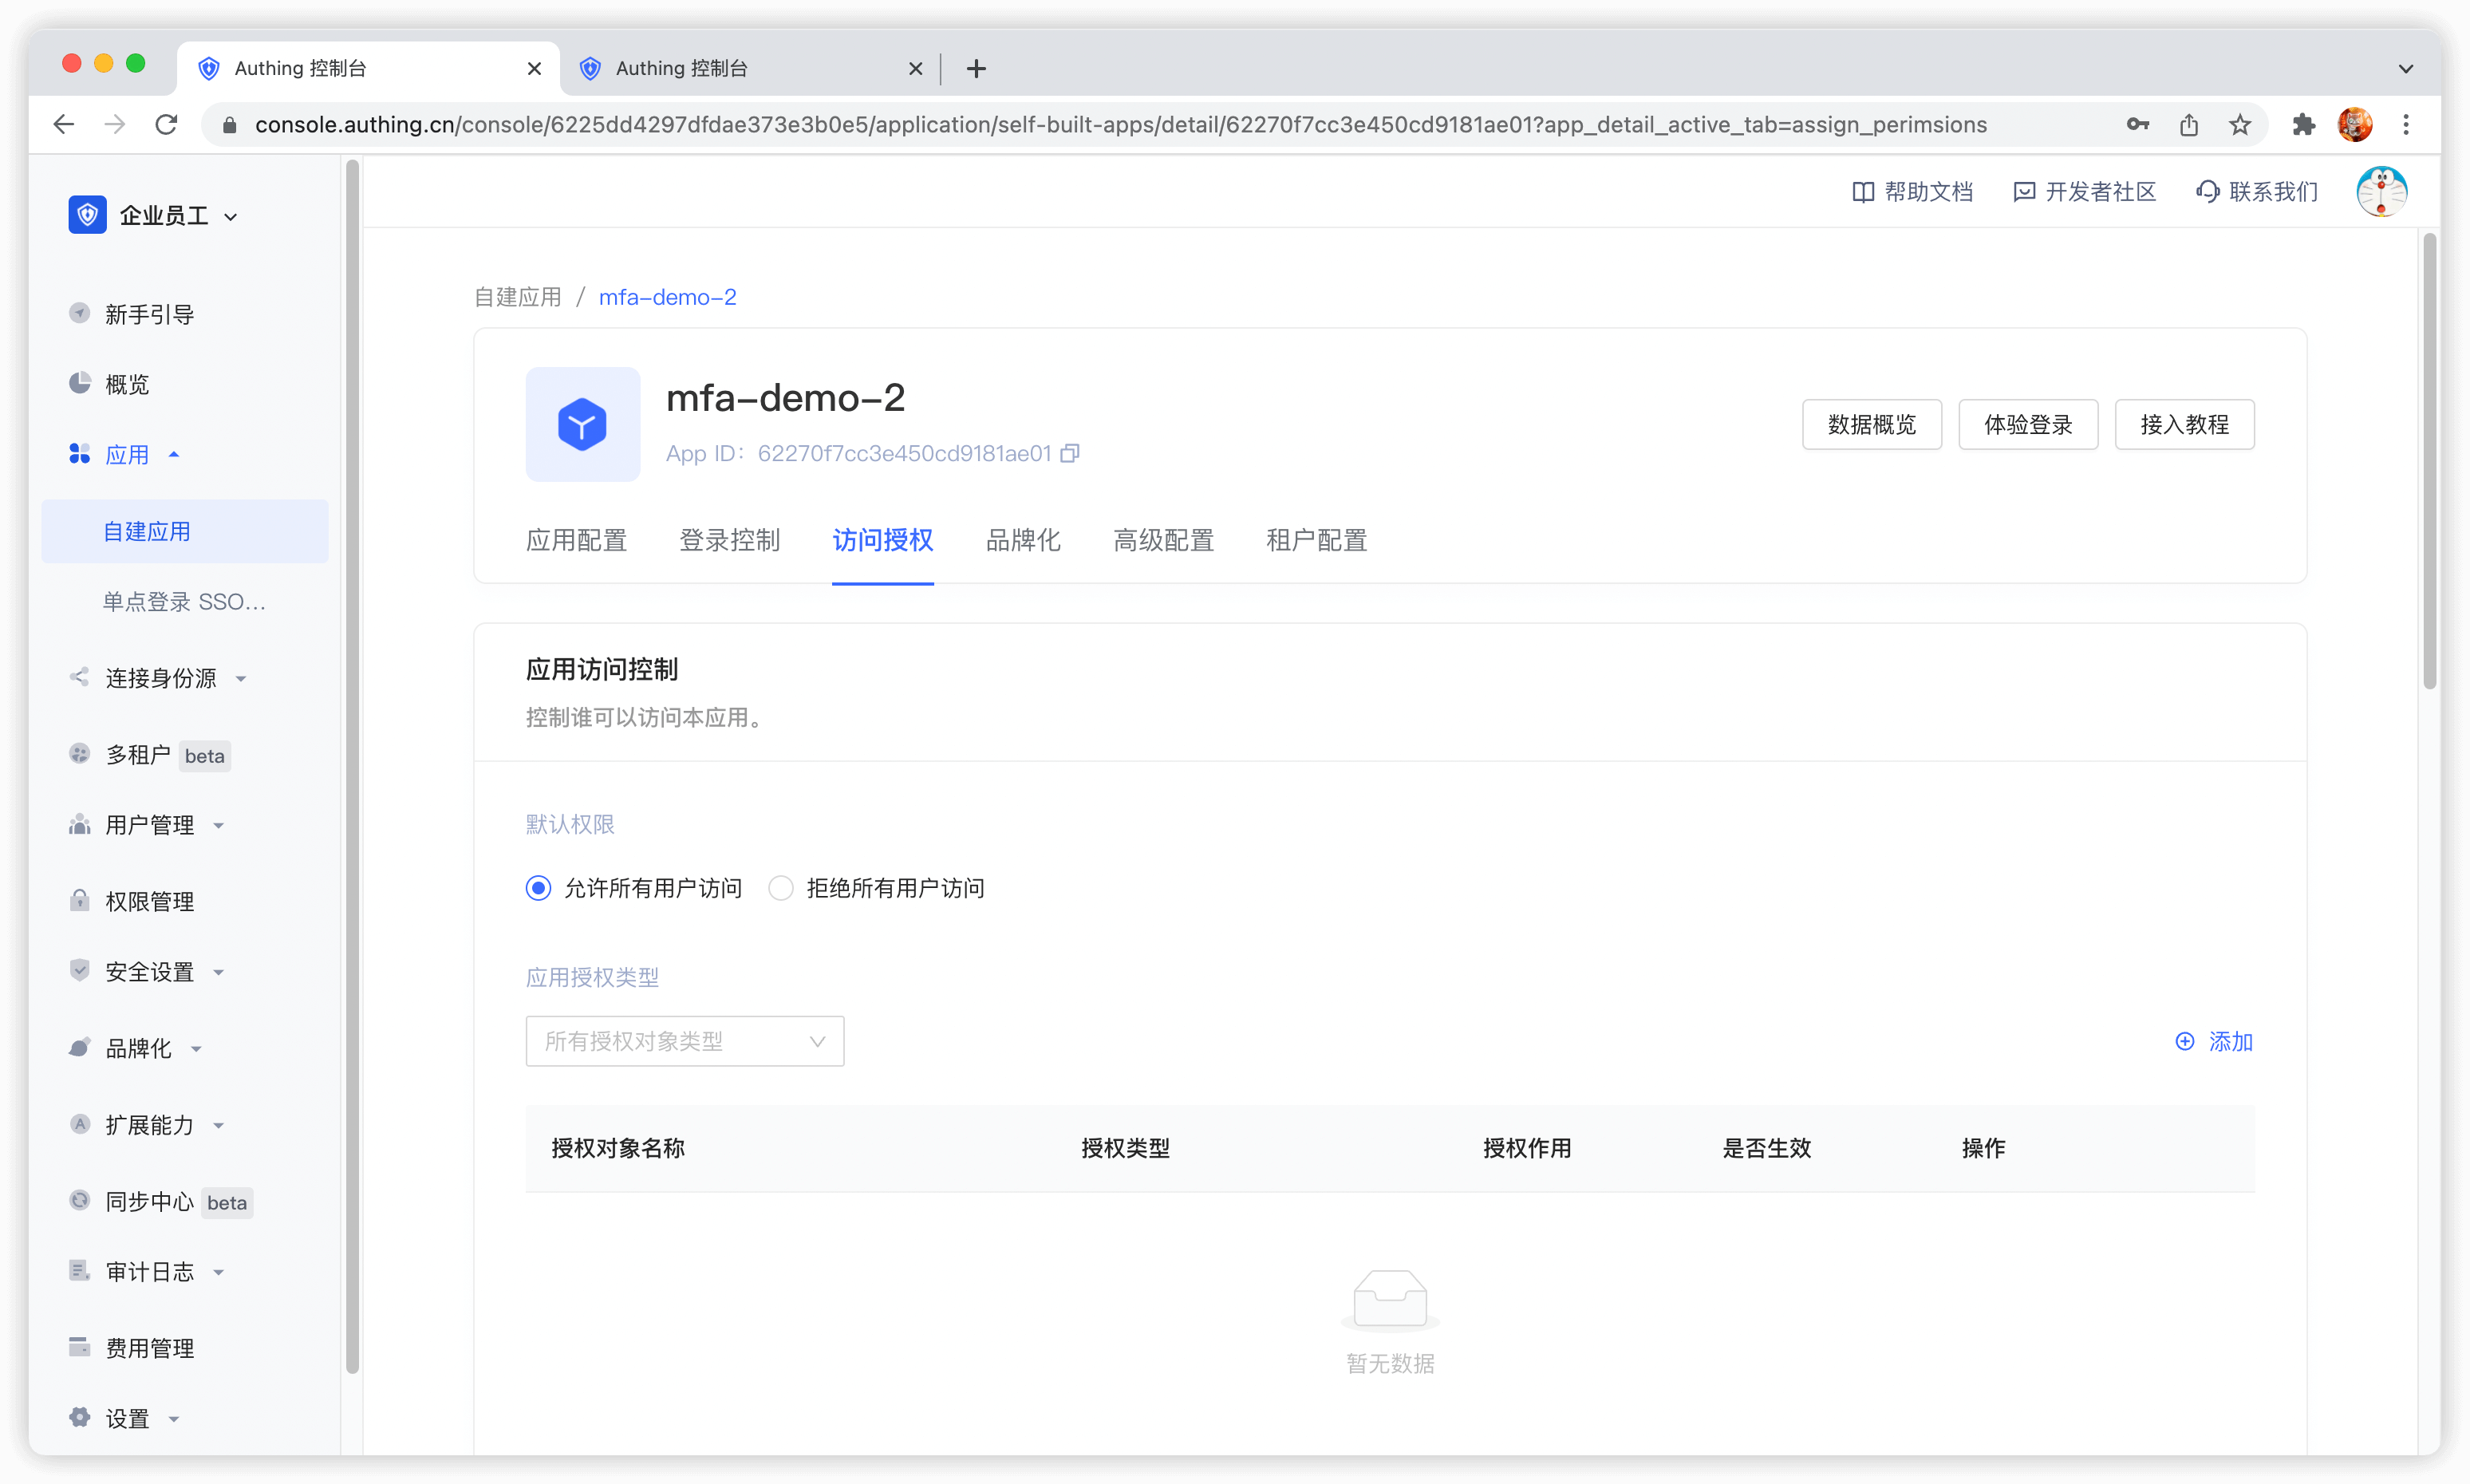 Authing 控制台
Authing 控制台
console.authing.cn/console/6225dd4297dfdae373e3b0e5/application/self-built-apps/detail/62270f7cc3e450cd9181ae01?app_detail_active_tab=assign_perimsions
企业员工
帮助文档 开发者社区 联系我们
新手引导
概览
应用
自建应用
单点登录 SSO...
连接身份源
多租户 beta
用户管理
权限管理
安全设置
品牌化
扩展能力
同步中心 beta
审计日志
费用管理
设置
自建应用 / mfa-demo-2
mfa-demo-2
App ID：62270f7cc3e450cd9181ae01
数据概览 体验登录 接入教程
应用配置 登录控制 访问授权 品牌化 高级配置 租户配置
应用访问控制
控制谁可以访问本应用。
默认权限
允许所有用户访问 拒绝所有用户访问
应用授权类型
所有授权对象类型
添加
授权对象名称 授权类型 授权作用 是否生效 操作
暂无数据